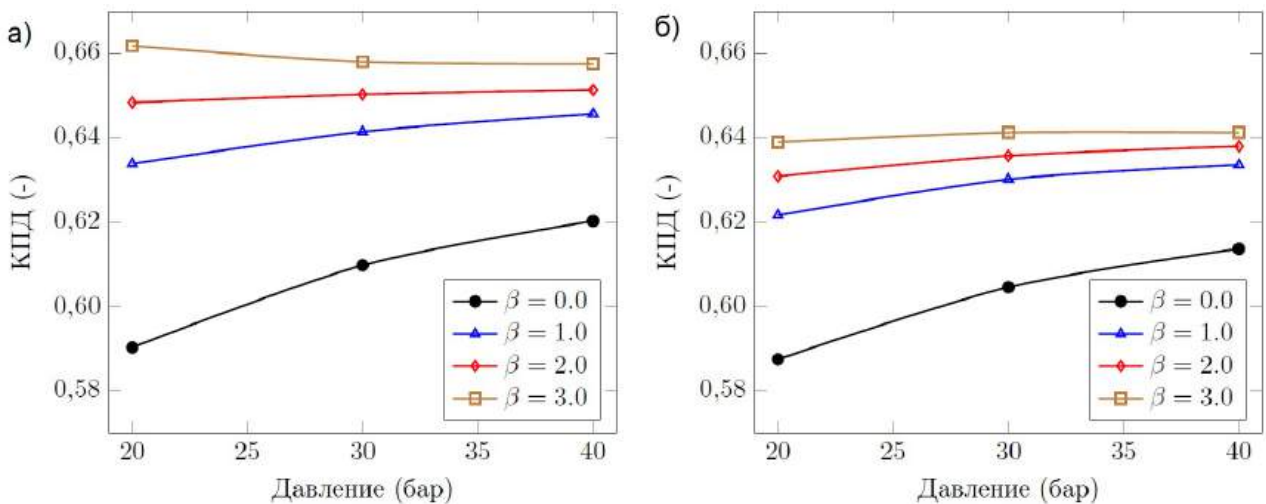 а)
КПД (-)
0,66
0,64
0,62
0,60
0,58
β = 0.0
β = 1.0
β = 2.0
β = 3.0
20 25 30 35 40
Давление (бар)
б)
КПД (-)
0,66
0,64
0,62
0,60
0,58
β = 0.0
β = 1.0
β = 2.0
β = 3.0
20 25 30 35 40
Давление (бар)